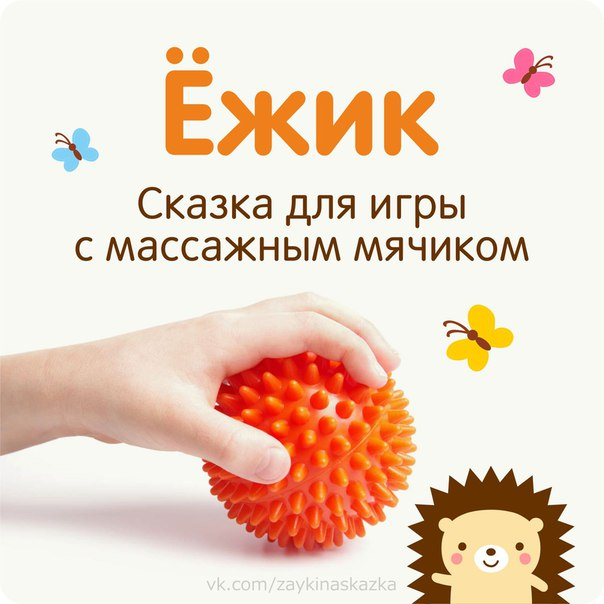 Ёжик
Сказка для игры
с массажным мячиком
vk.com/zaykinaskazka